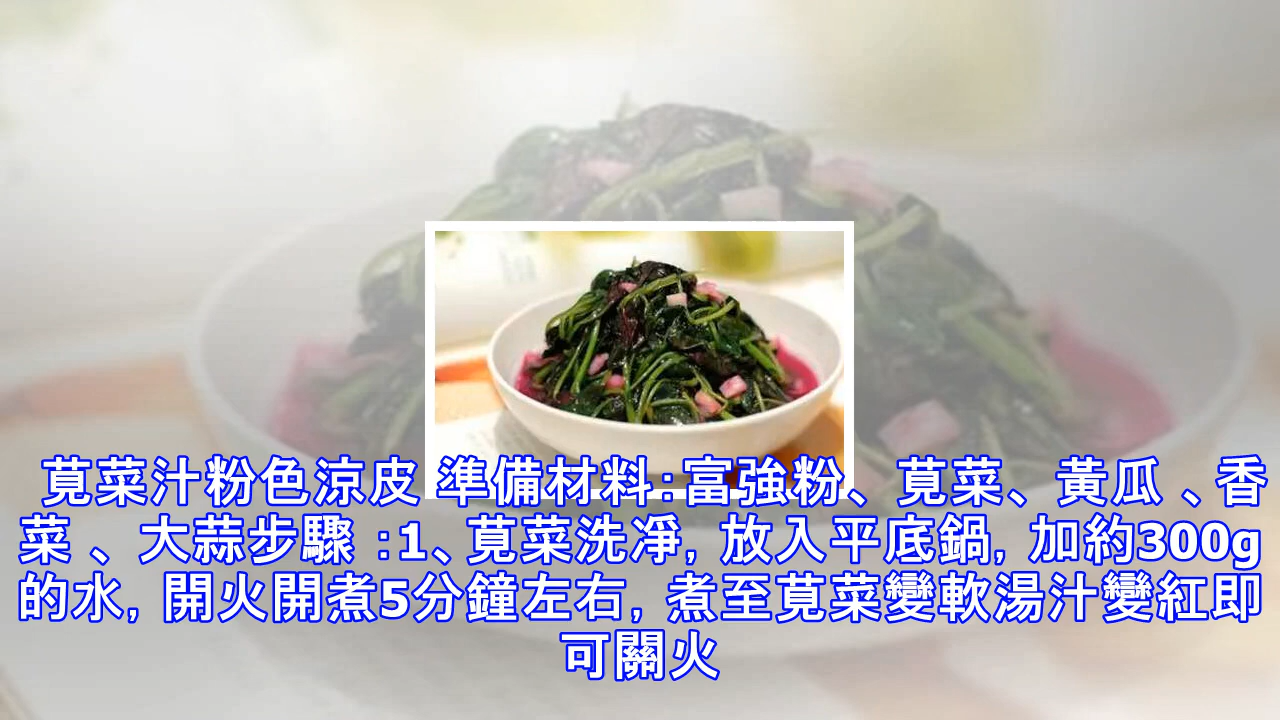 莧菜汁粉色涼皮 準備材料：富強粉、莧菜、黃瓜 、香
菜 、大蒜步驟 :1、莧菜洗凈, 放入平底鍋, 加約300g
的水, 開火開煮5分鐘左右, 煮至莧菜變軟湯汁變紅即
可關火